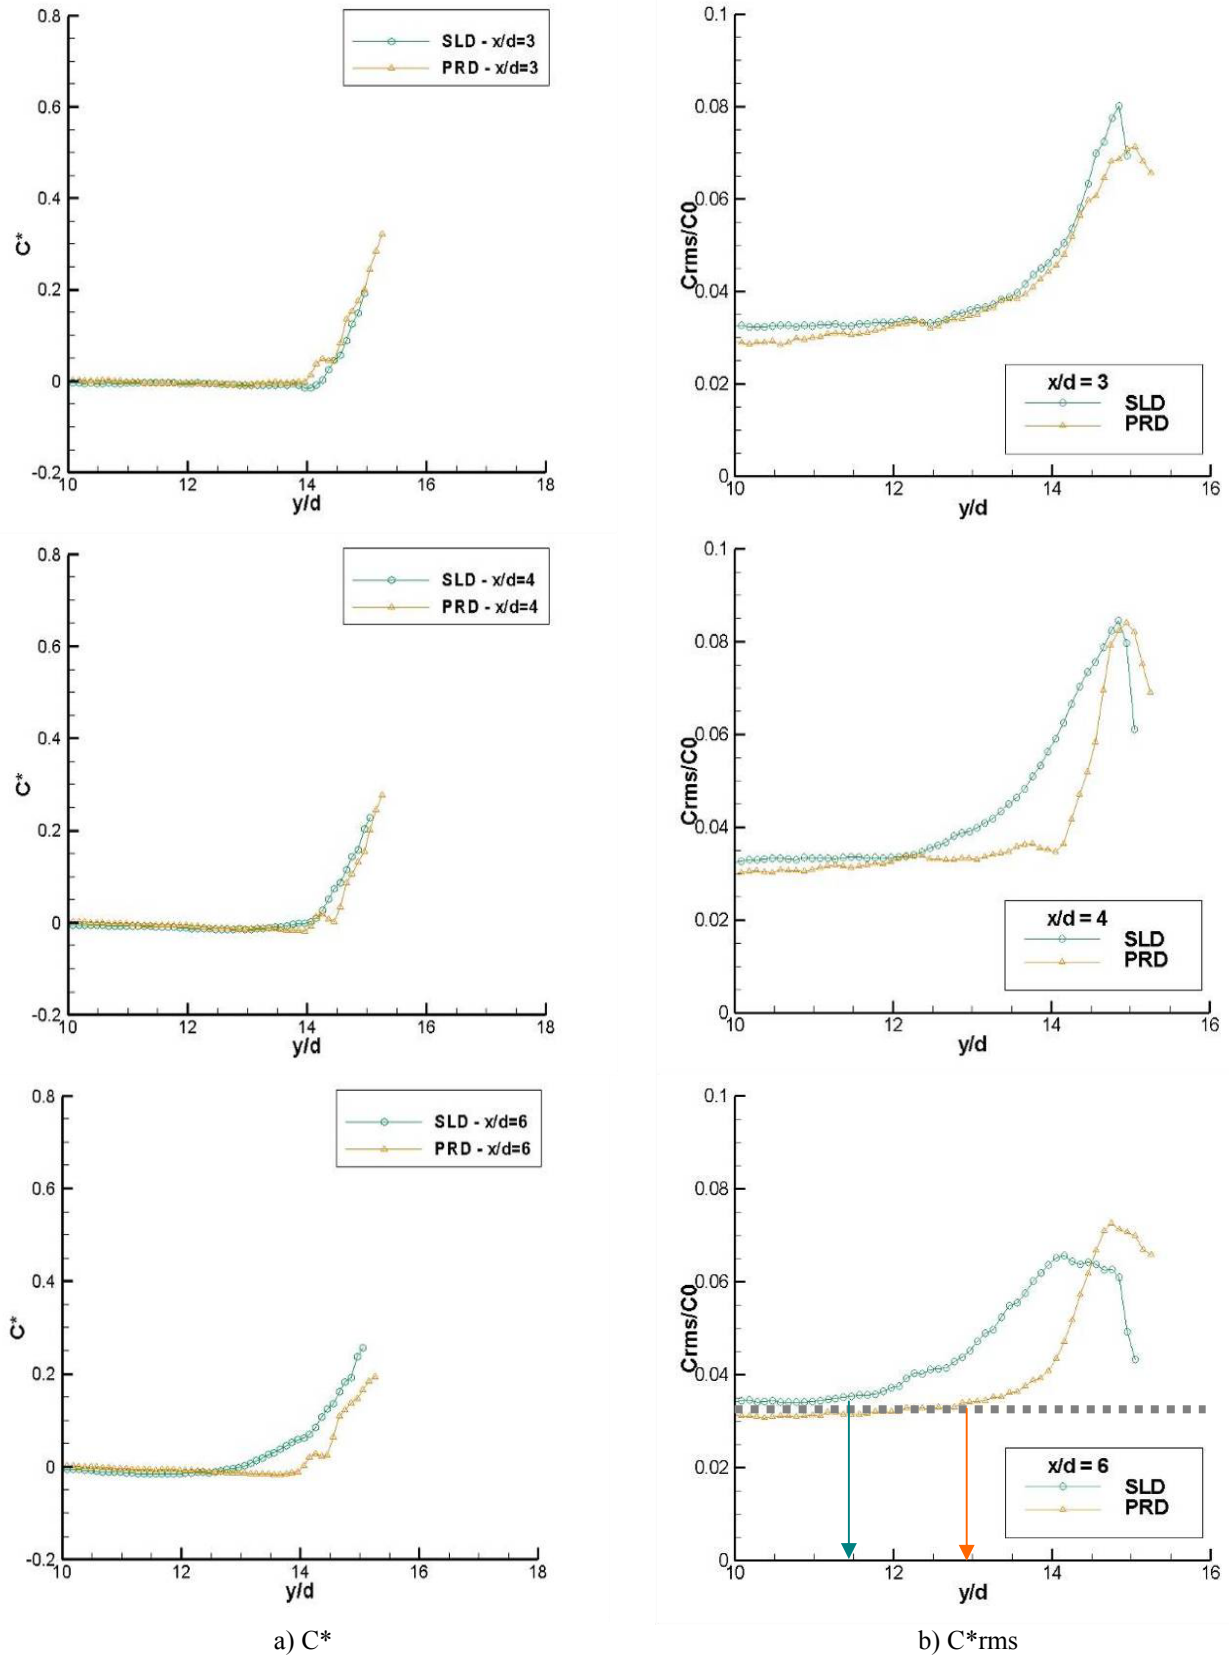 0.8
0.6
0.4
0.2
0
-0.2
C*
10 12 14 16 18
y/d
SLD - x/d=3
PRD - x/d=3
0.1
0.08
0.06
0.04
0.02
0
Crms/C0
10 12 14 16
y/d
x/d = 3
SLD
PRD
0.8
0.6
0.4
0.2
0
-0.2
C*
10 12 14 16 18
y/d
SLD - x/d=4
PRD - x/d=4
0.1
0.08
0.06
0.04
0.02
0
Crms/C0
10 12 14 16
y/d
x/d = 4
SLD
PRD
0.8
0.6
0.4
0.2
0
-0.2
C*
10 12 14 16 18
y/d
SLD - x/d=6
PRD - x/d=6
0.1
0.08
0.06
0.04
0.02
0
Crms/C0
10 12 14 16
y/d
x/d = 6
SLD
PRD
a) C*
b) C*rms